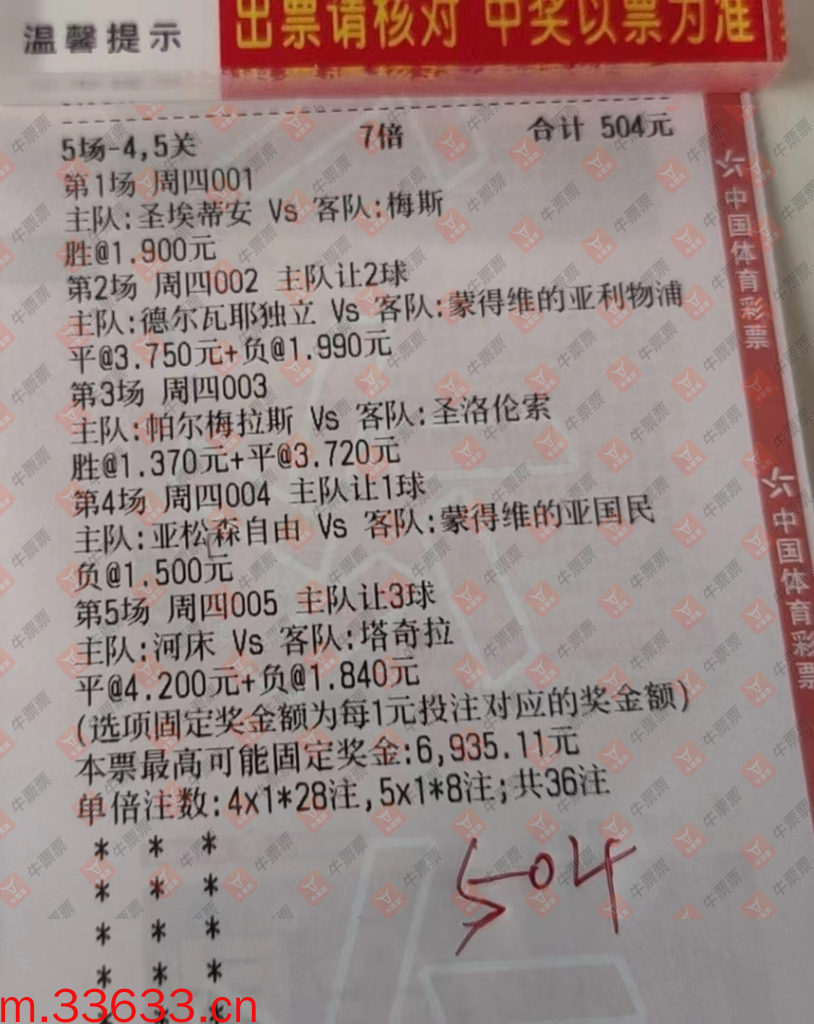 温馨提示
出票请核对 中奖以票为准
5场-4,5关 7倍 合计 504元
第1场 周四001
主队:圣埃蒂安 Vs 客队:梅斯
胜@1.900元
第2场 周四002 主队让2球
主队:德尔瓦耶独立 Vs 客队:蒙得维的亚利物浦
平@3.750元+负@1.990元
第3场 周四003
主队:帕尔梅拉斯 Vs 客队:圣洛伦索
胜@1.370元+平@3.720元
第4场 周四004 主队让1球
主队:亚松森自由 Vs 客队:蒙得维的亚国民
负@1.500元
第5场 周四005 主队让3球
主队:河床 Vs 客队:塔奇拉
平@4.200元+负@1.840元
(选项固定奖金额为每1元投注对应的奖金额)
本票最高可能固定奖金:6,935.11元
单倍注数:4x1*28注,5x1*8注;共36注
* * *
* * *
* * *
* * *
* * *
504
中国体育彩票
中国体育彩票
牛票票
m.33633.cn